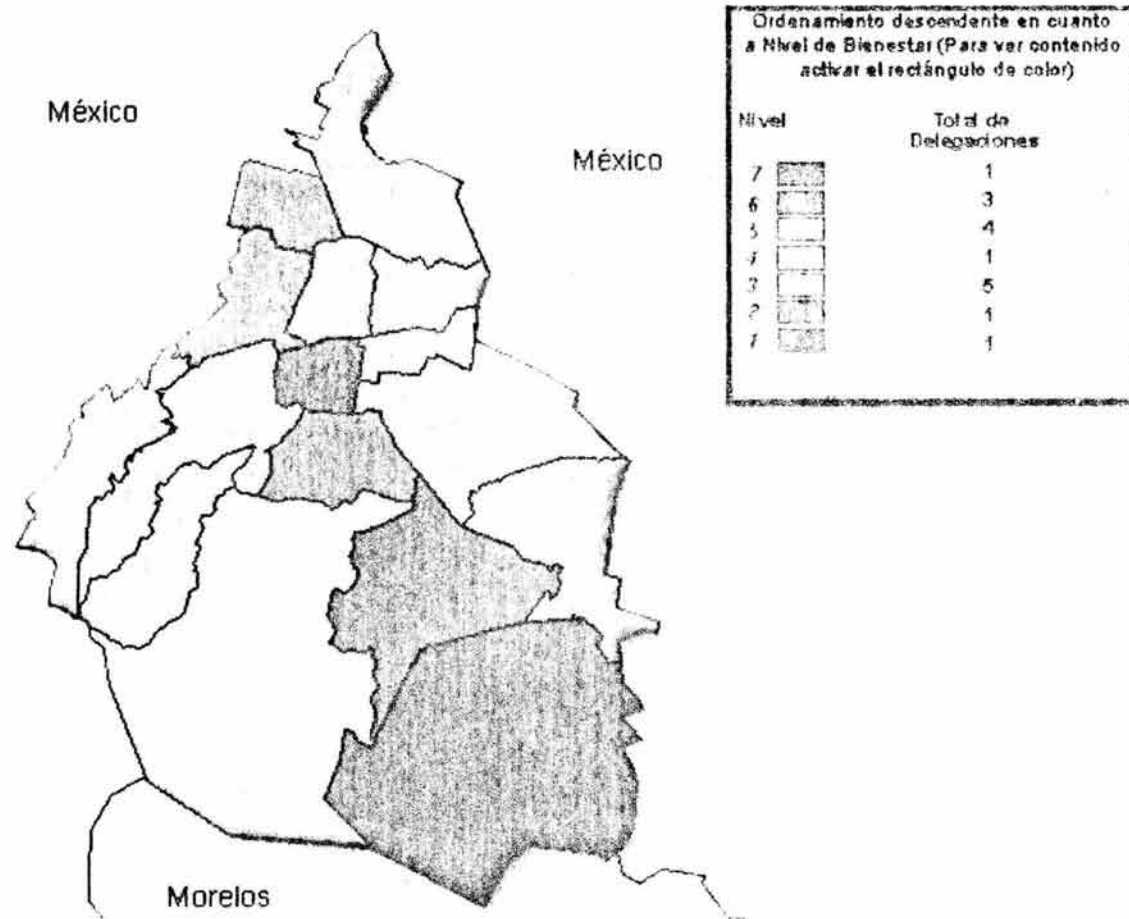 Ordenamiento descendente en cuanto
a Nivel de Bienestar (Para ver contenido
activar el rectángulo de color)
México
México
Nivel Total de
Delegaciones
7 1
6 3
5 4
4 1
3 5
2 1
1 1
Morelos